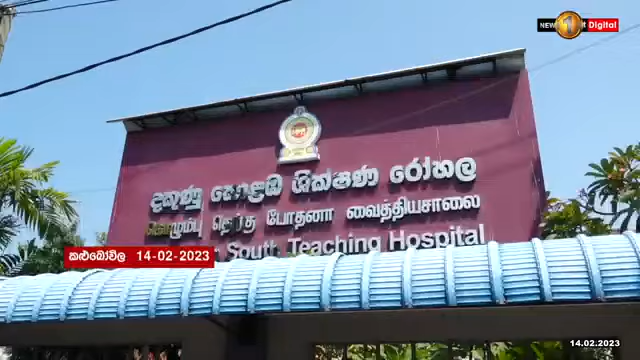 NEWS 1st Digital
දකුණු කොළඹ ශික්ෂණ රෝහල
போதனா வைத்தியசாலை
South Teaching Hospital
කළුබෝවිල 14-02-2023
14.02.2023